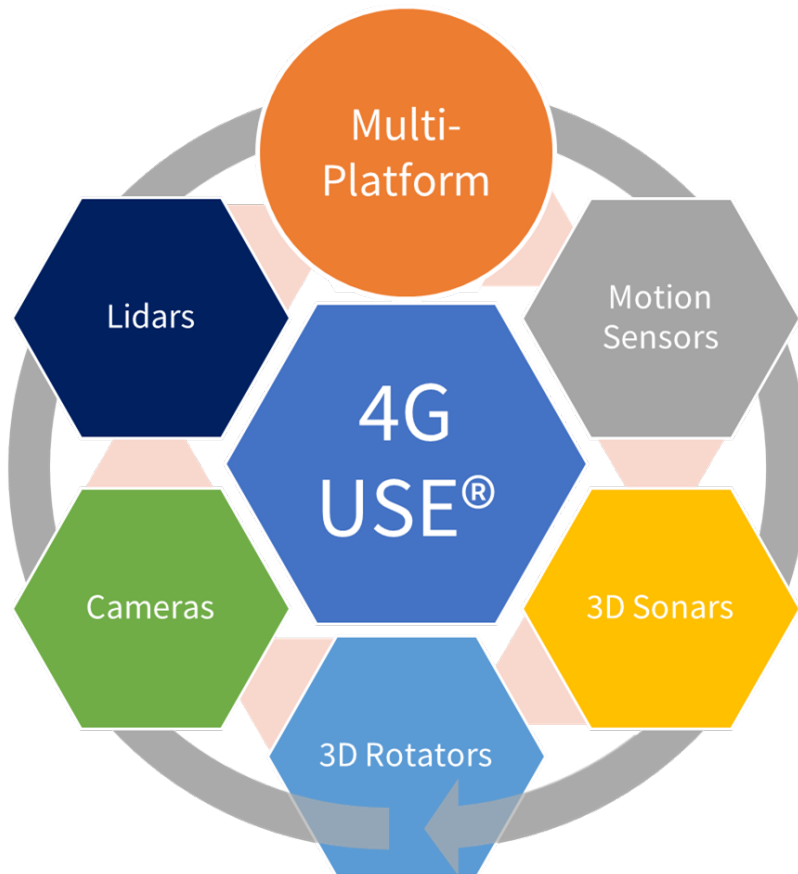 Multi-
Platform
Motion
Sensors
3D Sonars
3D Rotators
Cameras
Lidars
4G
USE®